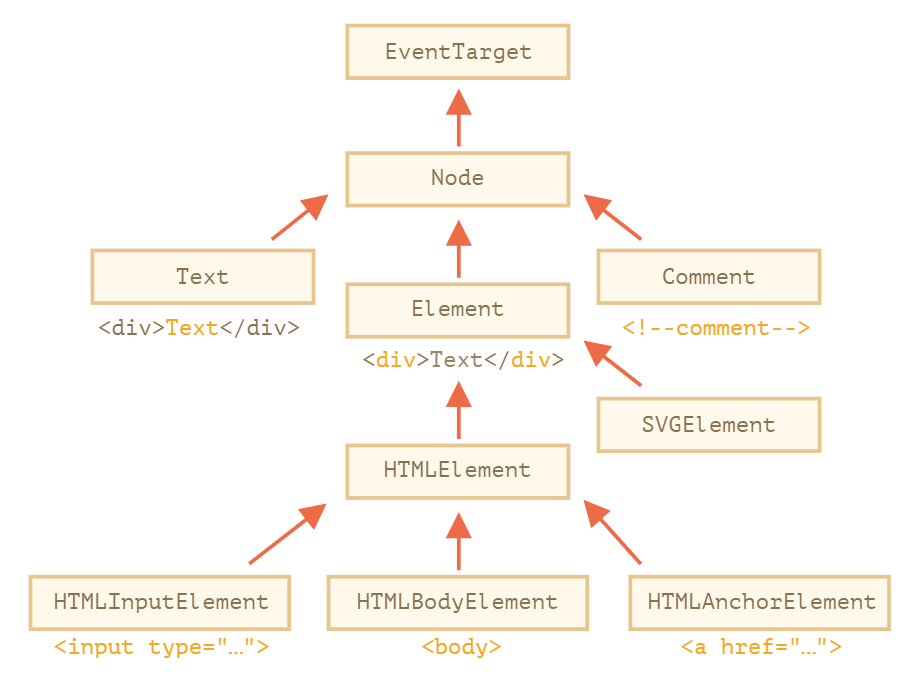 EventTarget
Node
Text
Comment
Element
<div>Text</div>
<!--comment-->
<div>Text</div>
SVGElement
HTMLElement
HTMLInputElement
HTMLBodyElement
HTMLAnchorElement
<input type="...">
<body>
<a href="...">